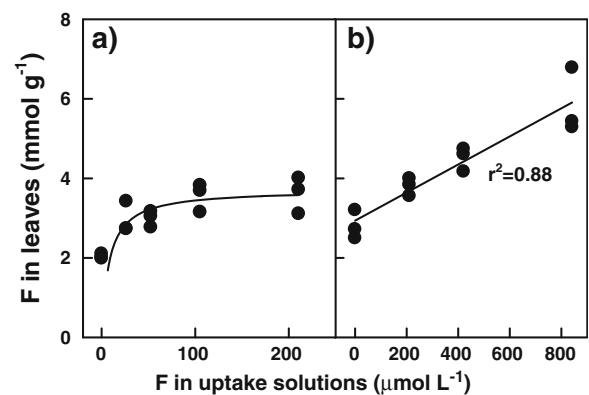 a)
b)
F in leaves (mmol g⁻¹)
8
6
4
2
0
r²=0.88
0 100 200 0 200 400 600 800
F in uptake solutions (μmol L⁻¹)